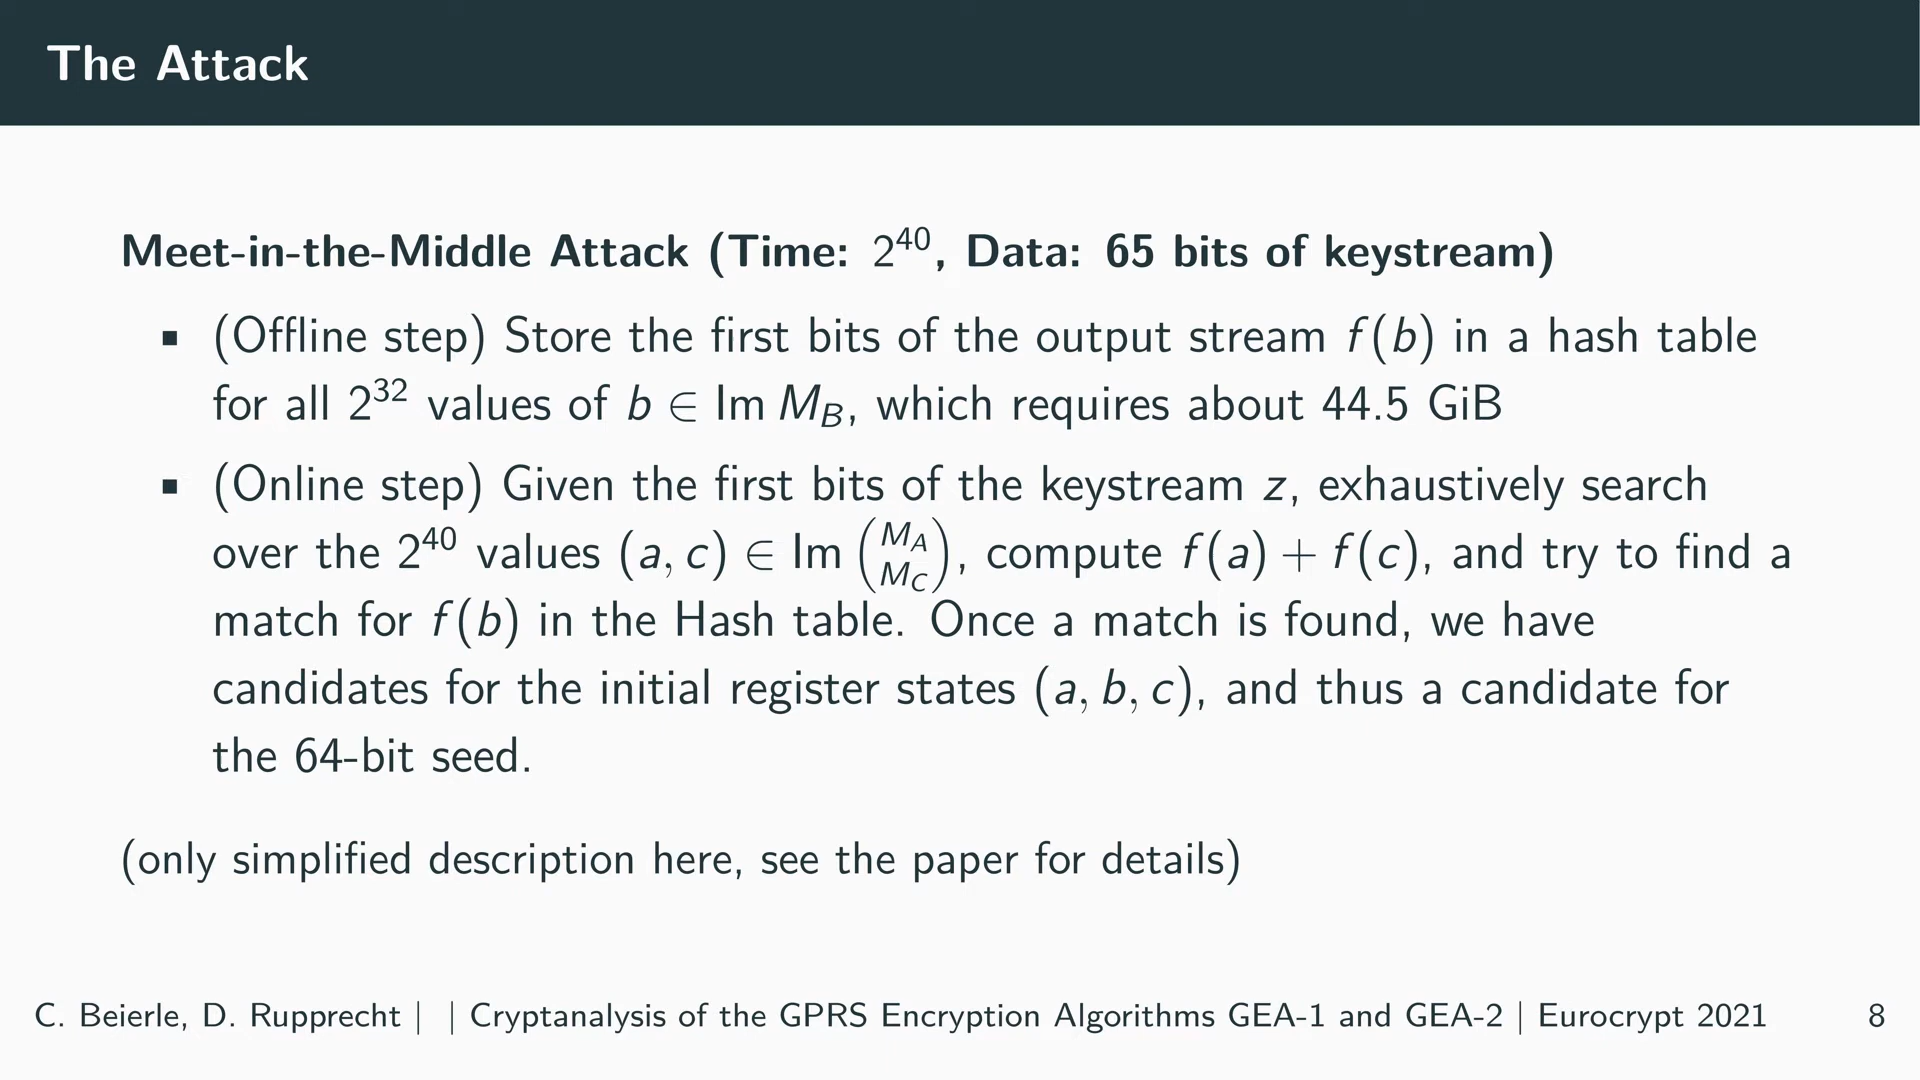 The Attack
Meet-in-the-Middle Attack (Time: 2^40, Data: 65 bits of keystream)
▪ (Offline step) Store the first bits of the output stream f(b) in a hash table
for all 2^32 values of b ∈ Im M_B, which requires about 44.5 GiB
▪ (Online step) Given the first bits of the keystream z, exhaustively search
over the 2^40 values (a, c) ∈ Im (M_A M_C), compute f(a) + f(c), and try to find a
match for f(b) in the Hash table. Once a match is found, we have
candidates for the initial register states (a, b, c), and thus a candidate for
the 64-bit seed.
(only simplified description here, see the paper for details)
C. Beierle, D. Rupprecht | | Cryptanalysis of the GPRS Encryption Algorithms GEA-1 and GEA-2 | Eurocrypt 2021 8